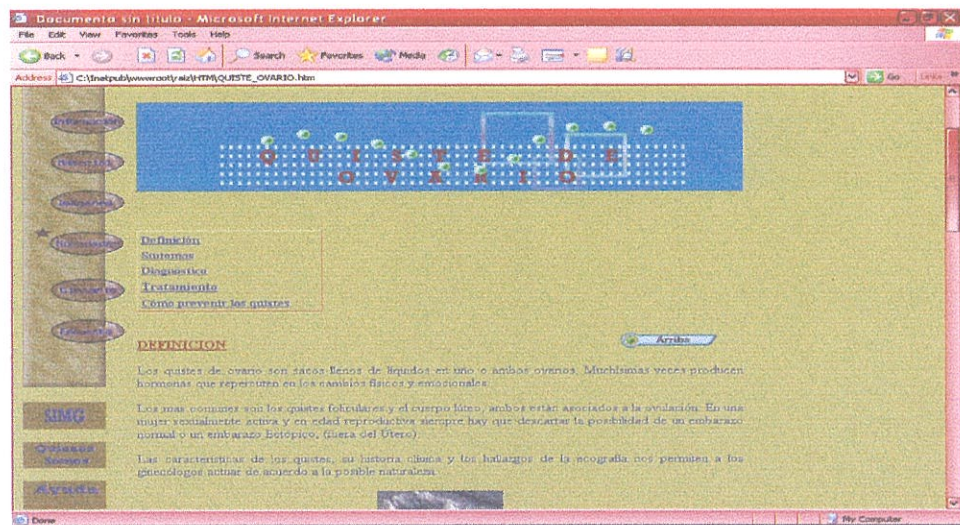 Documento sin título - Microsoft Internet Explorer
File Edit View Favorites Tools Help
Back Search Favorites Media
Address C:\Inetpub\wwwroot\raiz\HTM\QUISTE_OVARIO.htm Go Links
QUISTE DE
OVARIO
Definición
Síntomas
Diagnostico
Tratamiento
Cómo prevenir los quistes
DEFINICION
Arriba
Los quistes de ovario son sacos llenos de líquidos en uno o ambos ovarios. Muchísimas veces producen
hormonas que repercuten en los cambios físicos y emocionales.
Los mas comunes son los quistes foliculares y el cuerpo lúteo, ambos están asociados a la ovulación. En una
mujer sexualmente activa y en edad reproductiva siempre hay que descartar la posibilidad de un embarazo
normal o un embarazo Ectópico, (fuera del Útero).
Las características de los quistes, su historia clínica y los hallazgos de la ecografía nos permiten a los
ginecólogos actuar de acuerdo a la posible naturaleza.
SIMG
Quienes
Somos
Ayuda
Done My Computer